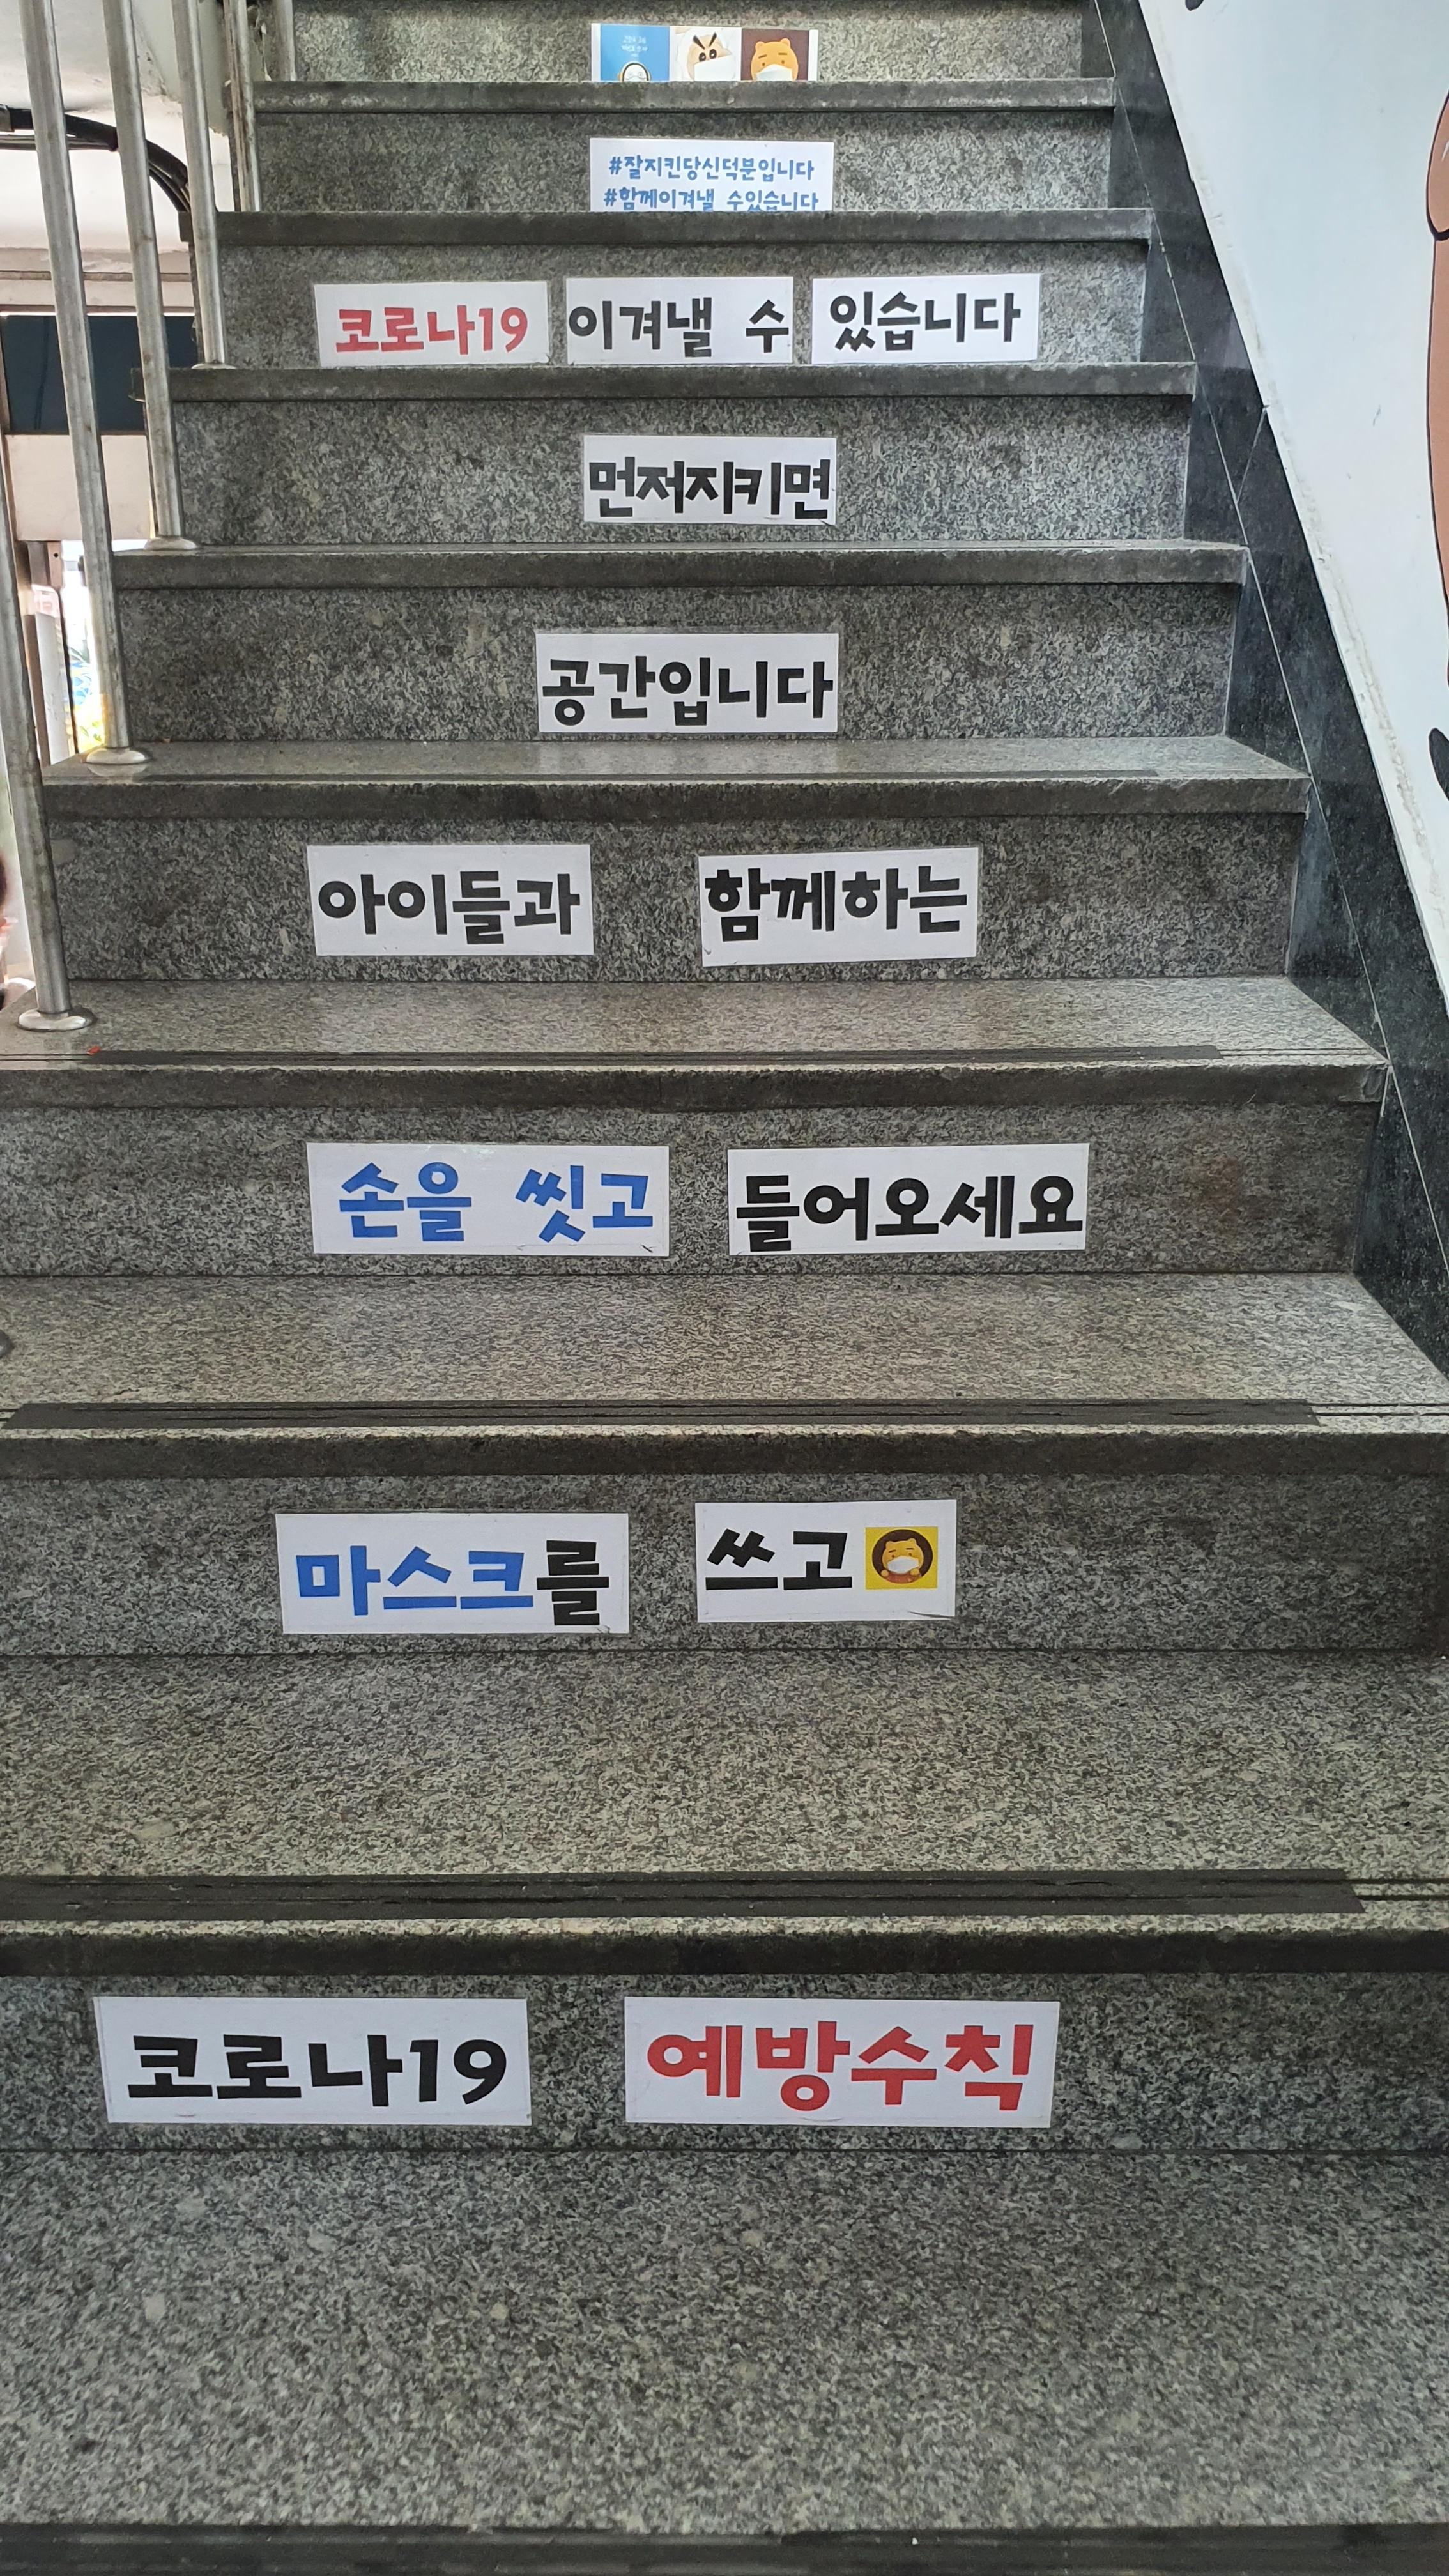 #잘지킨당신덕분입니다
#함께이겨낼 수있습니다
코로나19 이겨낼 수 있습니다
먼저지키면
공간입니다
아이들과 함께하는
손을 씻고 들어오세요
마스크를 쓰고
코로나19 예방수칙